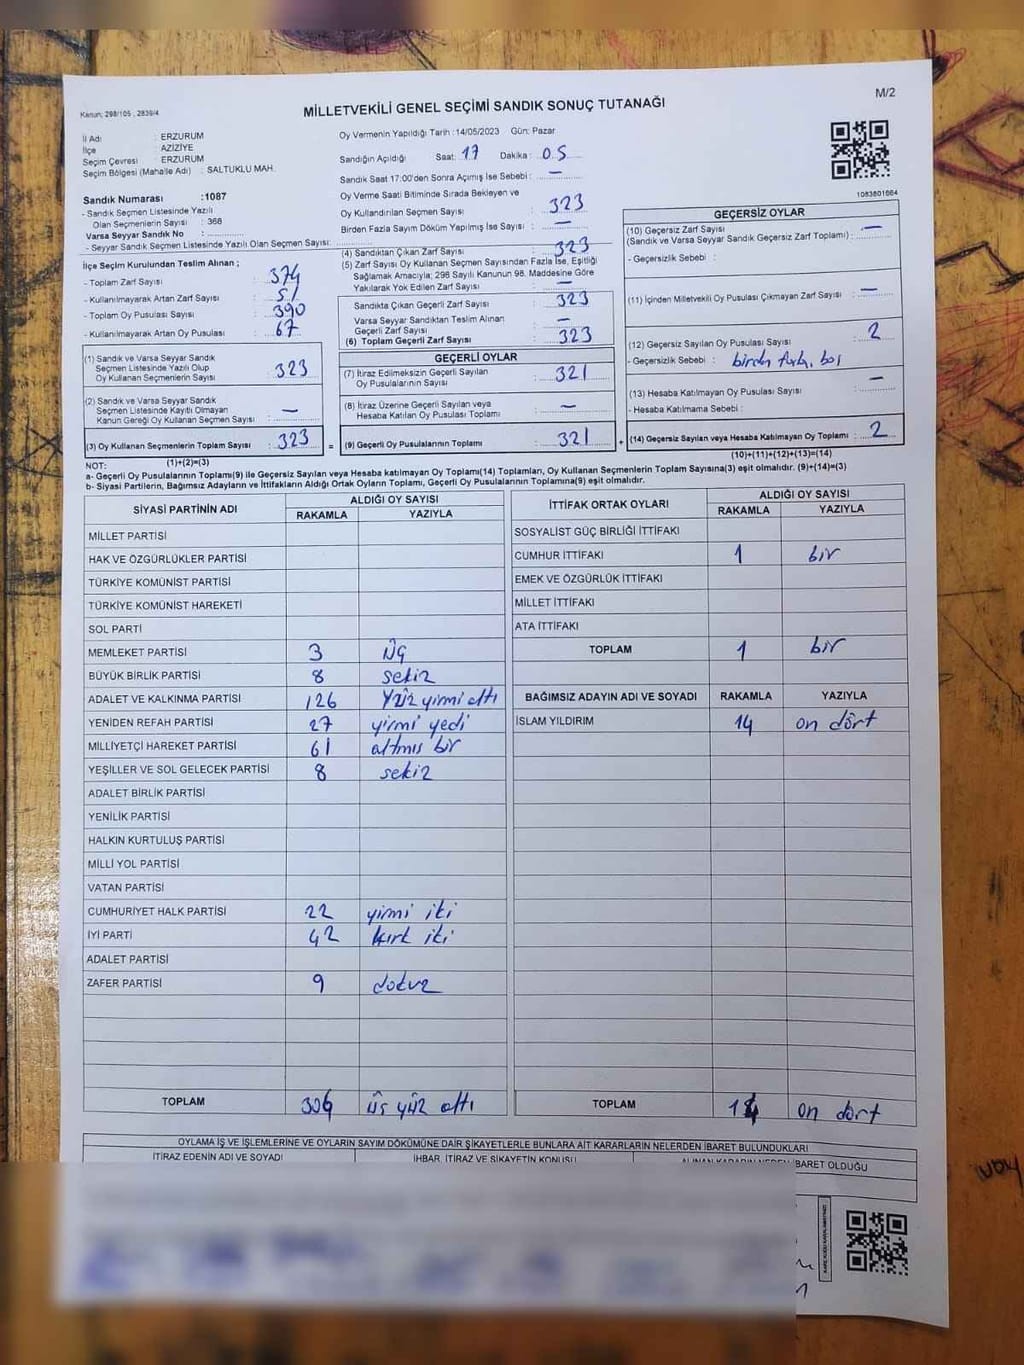 Kanun; 298/105 , 2839/4
MİLLETVEKİLİ GENEL SEÇİMİ SANDIK SONUÇ TUTANAĞI
M/2
İl Adı : ERZURUM
İlçe : AZİZİYE
Seçim Çevresi : ERZURUM
Seçim Bölgesi (Mahalle Adı) : SALTUKLU MAH.
Oy Vermenin Yapıldığı Tarih :14/05/2023 Gün: Pazar
Sandığın Açıldığı Saat: 17 Dakika : 05
Sandık Saat 17:00'den Sonra Açımış İse Sebebi : —
Oy Verme Saati Bitiminde Sırada Bekleyen ve
Oy Kullandırılan Seçmen Sayısı : 323
Birden Fazla Sayım Döküm Yapılmış İse Sayısı : —
1083801664
Sandık Numarası :1087
- Sandık Seçmen Listesinde Yazılı
Olan Seçmenlerin Sayısı : 368
Varsa Seyyar Sandık No :
- Seyyar Sandık Seçmen Listesinde Yazılı Olan Seçmen Sayısı:
İlçe Seçim Kurulundan Teslim Alınan ;
- Toplam Zarf Sayısı : 374
- Kullanılmayarak Artan Zarf Sayısı : 51
- Toplam Oy Pusulası Sayısı : 390
- Kullanılmayarak Artan Oy Pusulası : 67
(1) Sandık ve Varsa Seyyar Sandık
Seçmen Listesinde Yazılı Olup
Oy Kullanan Seçmenlerin Sayısı : 323
(2) Sandık ve Varsa Seyyar Sandık
Seçmen Listesinde Kayıtlı Olmayan
Kanun Gereği Oy Kullanan Seçmen Sayısı : —
(3) Oy Kullanan Seçmenlerin Toplam Sayısı : 323 =
(1)+(2)=(3)
(4) Sandıktan Çıkan Zarf Sayısı : 323
(5) Zarf Sayısı Oy Kullanan Seçmen Sayısından Fazla İse, Eşitliği
Sağlamak Amacıyla; 298 Sayılı Kanunun 98. Maddesine Göre
Yakılarak Yok Edilen Zarf Sayısı : —
Sandıkta Çıkan Geçerli Zarf Sayısı : 323
Varsa Seyyar Sandıktan Teslim Alınan
Geçerli Zarf Sayısı : —
(6) Toplam Geçerli Zarf Sayısı : 323
GEÇERLİ OYLAR
(7) İtiraz Edilmeksizin Geçerli Sayılan
Oy Pusulalarının Sayısı : 321
(8) İtiraz Üzerine Geçerli Sayılan veya
Hesaba Katılan Oy Pusulası Toplamı : —
(9) Geçerli Oy Pusulalarının Toplamı : 321 +
GEÇERSİZ OYLAR
(10) Geçersiz Zarf Sayısı
(Sandık ve Varsa Seyyar Sandık Geçersiz Zarf Toplamı) : —
- Geçersizlik Sebebi :
(11) İçinden Milletvekili Oy Pusulası Çıkmayan Zarf Sayısı : —
(12) Geçersiz Sayılan Oy Pusulası Sayısı : 2
- Geçersizlik Sebebi :
(13) Hesaba Katılmayan Oy Pusulası Sayısı : —
- Hesaba Katılmama Sebebi :
(14) Geçersiz Sayılan veya Hesaba Katılmayan Oy Toplamı : 2
(10)+(11)+(12)+(13)=(14)
NOT:
a- Geçerli Oy Pusulalarının Toplamı(9) ile Geçersiz Sayılan veya Hesaba katılmayan Oy Toplamı(14) Toplamları, Oy Kullanan Seçmenlerin Toplam Sayısına(3) eşit olmalıdır. (9)+(14)=(3)
b- Siyasi Partilerin, Bağımsız Adayların ve İttifakların Aldığı Ortak Oyların Toplamı, Geçerli Oy Pusulalarının Toplamına(9) eşit olmalıdır.
SİYASİ PARTİNİN ADI ALDIĞI OY SAYISI
RAKAMLA YAZIYLA
MİLLET PARTİSİ
HAK VE ÖZGÜRLÜKLER PARTİSİ
TÜRKİYE KOMÜNİST PARTİSİ
TÜRKİYE KOMÜNİST HAREKETİ
SOL PARTİ
MEMLEKET PARTİSİ 3 üç
BÜYÜK BİRLİK PARTİSİ 8 sekiz
ADALET VE KALKINMA PARTİSİ 126 yüz yirmi altı
YENİDEN REFAH PARTİSİ 27 yirmi yedi
MİLLİYETÇİ HAREKET PARTİSİ 61 altmıs bir
YEŞİLLER VE SOL GELECEK PARTİSİ 8 sekiz
ADALET BİRLİK PARTİSİ
YENİLİK PARTİSİ
HALKIN KURTULUŞ PARTİSİ
MİLLİ YOL PARTİSİ
VATAN PARTİSİ
CUMHURİYET HALK PARTİSİ 22 yirmi iki
İYİ PARTİ 42 kırk iki
ADALET PARTİSİ
ZAFER PARTİSİ 9 dokuz
TOPLAM 306 üç yüz altı
İTTİFAK ORTAK OYLARI ALDIĞI OY SAYISI
RAKAMLA YAZIYLA
SOSYALİST GÜÇ BİRLİĞİ İTTİFAKI
CUMHUR İTTİFAKI 1 bir
EMEK VE ÖZGÜRLÜK İTTİFAKI
MİLLET İTTİFAKI
ATA İTTİFAKI
TOPLAM 1 bir
BAĞIMSIZ ADAYIN ADI VE SOYADI RAKAMLA YAZIYLA
İSLAM YILDIRIM 14 on dört
TOPLAM 14 on dört
OYLAMA İŞ VE İŞLEMLERİNE VE OYLARIN SAYIM DÖKÜMÜNE DAİR ŞİKAYETLERLE BUNLARA AİT KARARLARIN NELERDEN İBARET BULUNDUKLARI
İTİRAZ EDENİN ADI VE SOYADI İHBAR, İTİRAZ VE ŞİKAYETİN KONUSU ALINAN KARARIN NEDEN İBARET OLDUĞU